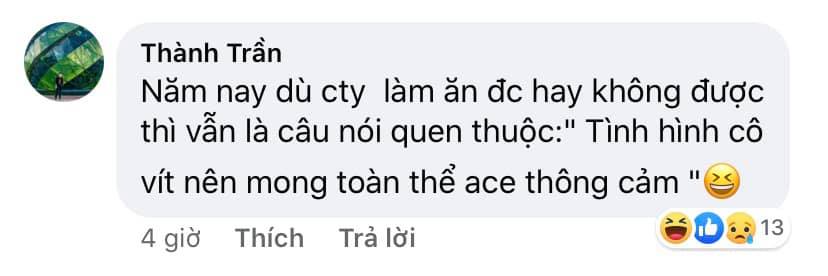 Thành Trần
Năm nay dù cty làm ăn đc hay không được
thì vẫn là câu nói quen thuộc:" Tình hình cô
vít nên mong toàn thể ace thông cảm "😆
4 giờ Thích Trả lời 13